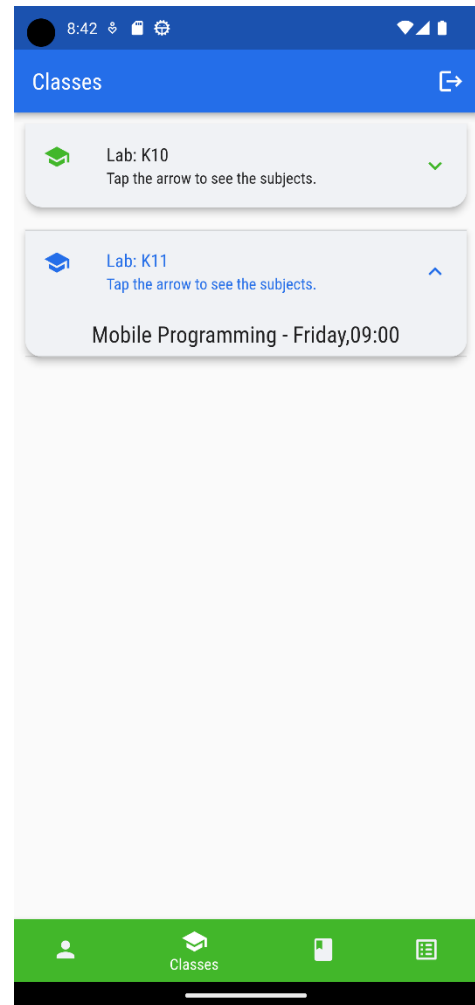 8:42
Classes
Lab: K10
Tap the arrow to see the subjects.
Lab: K11
Tap the arrow to see the subjects.
Mobile Programming - Friday,09:00
Classes